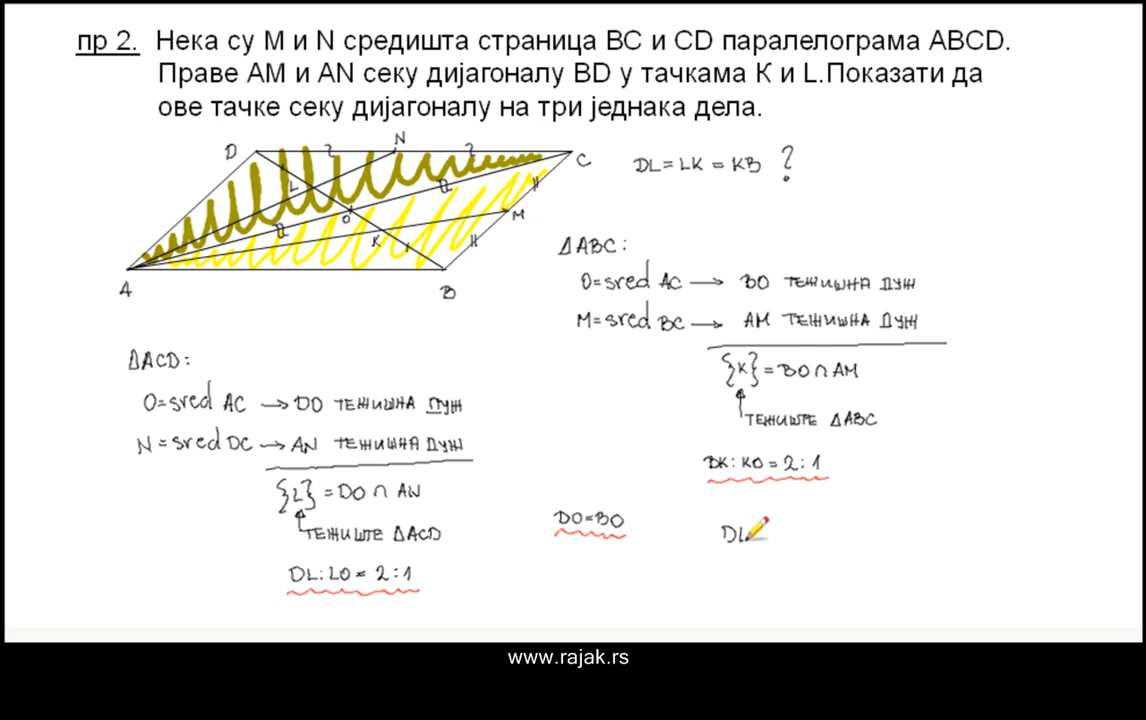 пр 2. Нека су M и N средишта страница BC и CD паралелограма ABCD.
Праве AM и AN секу дијагоналу BD у тачкама K и L.Показати да
ове тачке секу дијагоналу на три једнака дела.
D N C
L O K M
A B
DL = LK = KB ?
ΔABC:
O=sred AC → BO ТЕЖИШНА ДУЖ
M=sred BC → AM ТЕЖИШНА ДУЖ
{K} = BO ∩ AM
ТЕЖИШТЕ ΔABC
BK : KO = 2 : 1
ΔACD:
O=sred AC → DO ТЕЖИШНА ДУЖ
N = sred DC → AN ТЕЖИШНА ДУЖ
{L} = DO ∩ AN
ТЕЖИШТЕ ΔACD
DL : LO = 2 : 1
DO=BO
DL
www.rajak.rs